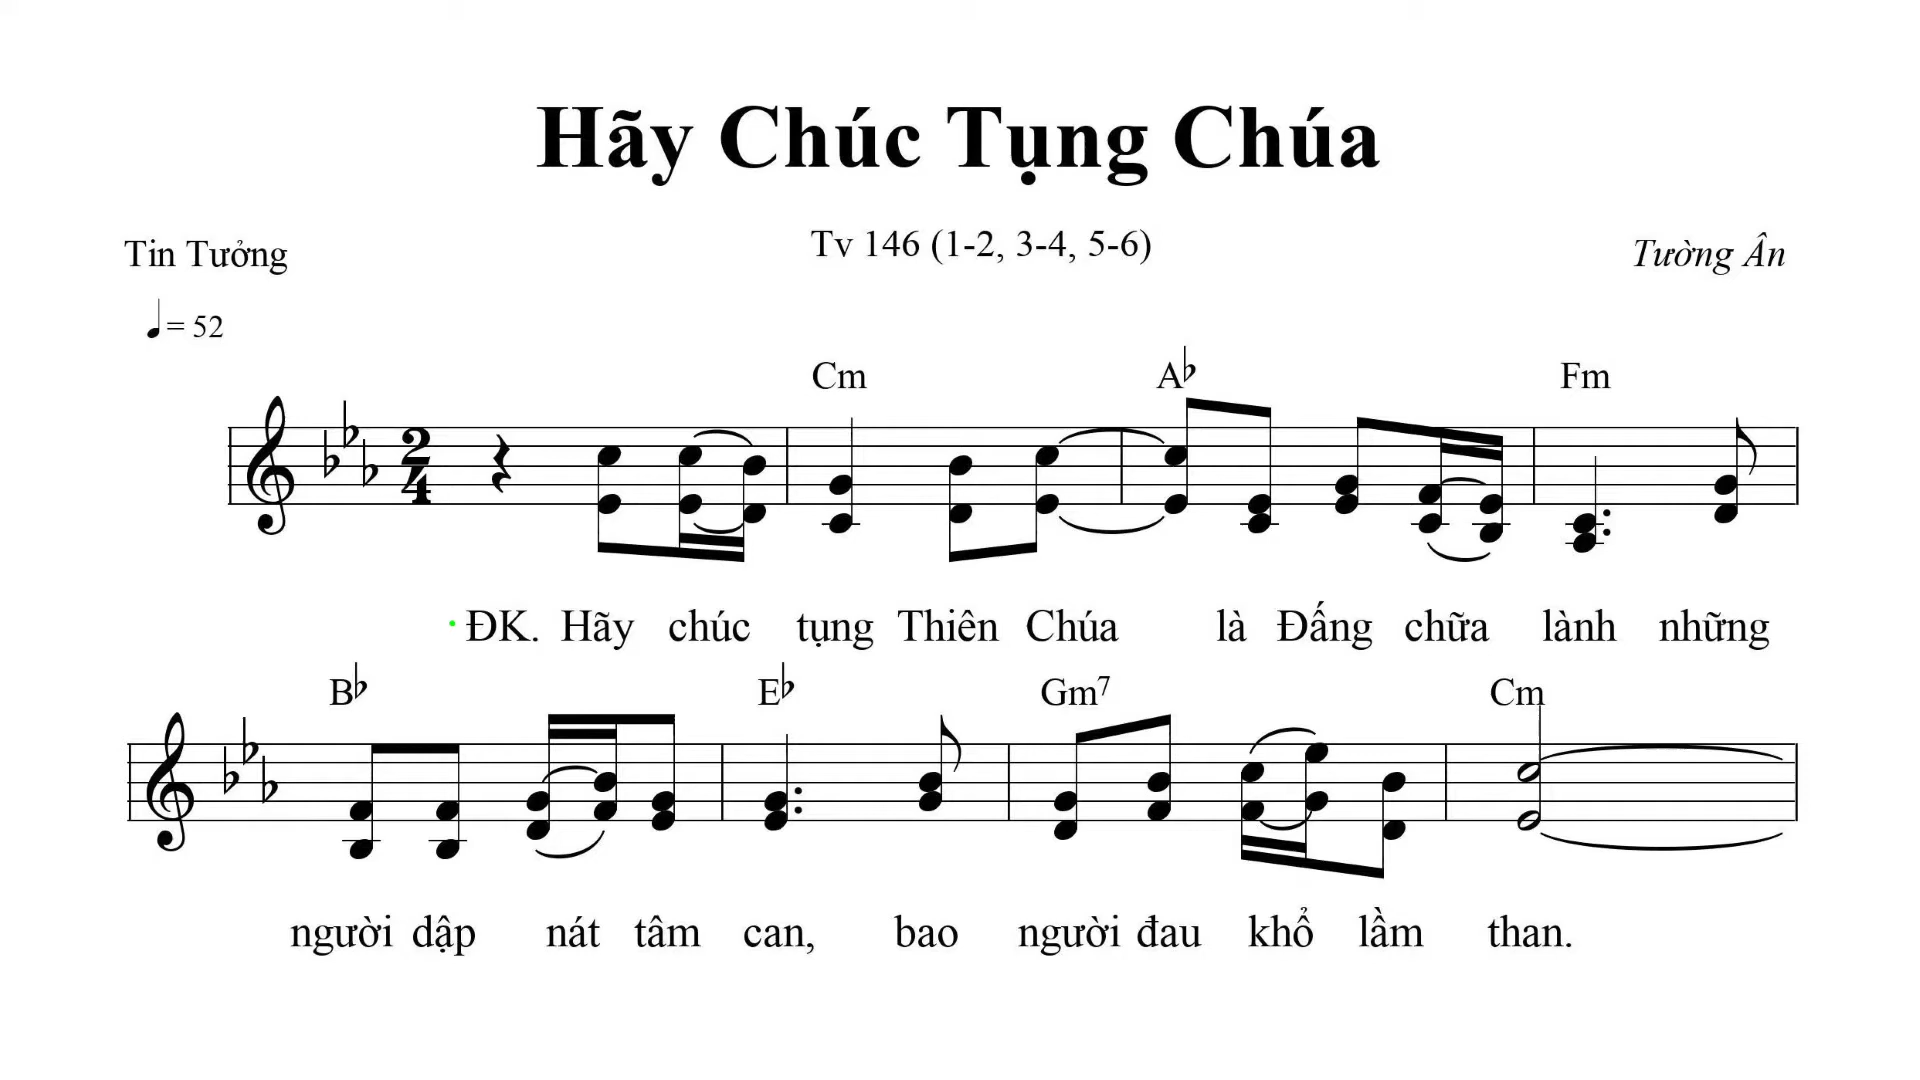 Hãy Chúc Tụng Chúa
Tv 146 (1-2, 3-4, 5-6)
Tin Tưởng
Tường Ân
♩ = 52
Cm A♭ Fm
2/4
ĐK. Hãy chúc tụng Thiên Chúa là Đấng chữa lành những
B♭ E♭ Gm7 Cm
người dập nát tâm can, bao người đau khổ lầm than.